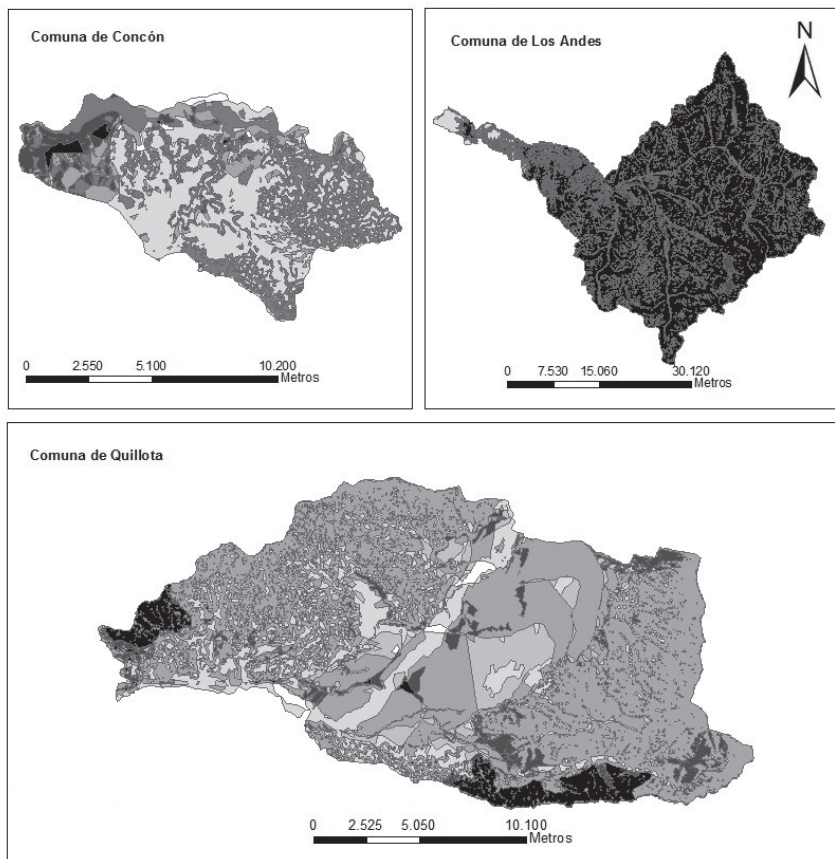 Comuna de Concón
0 2.550 5.100 10.200
Metros
Comuna de Los Andes
N
0 7.530 15.060 30.120
Metros
Comuna de Quillota
0 2.525 5.050 10.100
Metros